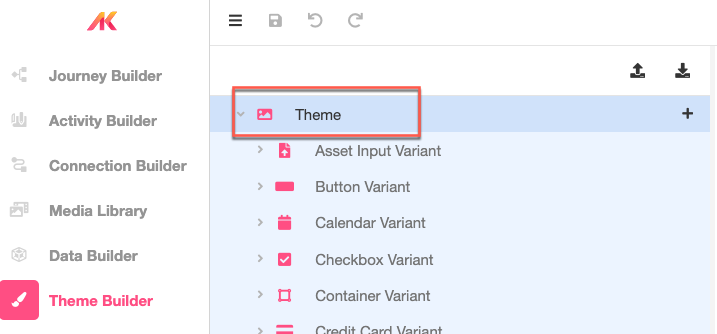 Journey Builder
Activity Builder
Connection Builder
Media Library
Data Builder
Theme Builder
Theme
Asset Input Variant
Button Variant
Calendar Variant
Checkbox Variant
Container Variant
Credit Card Variant